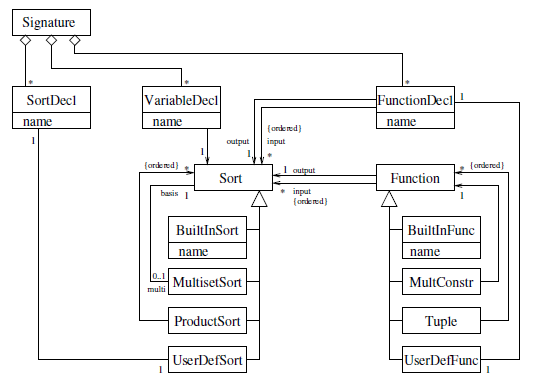 Signature
* * *
SortDecl VariableDecl FunctionDecl 1
name name name
{ordered}
1 1 output 1 * input
{ordered} * 1 output * {ordered}
Sort Function
basis 1 * input 1
{ordered}
BuiltInSort BuiltInFunc
name name
0..1
MultisetSort MultConstr
multi
ProductSort Tuple
UserDefSort UserDefFunc
1 1